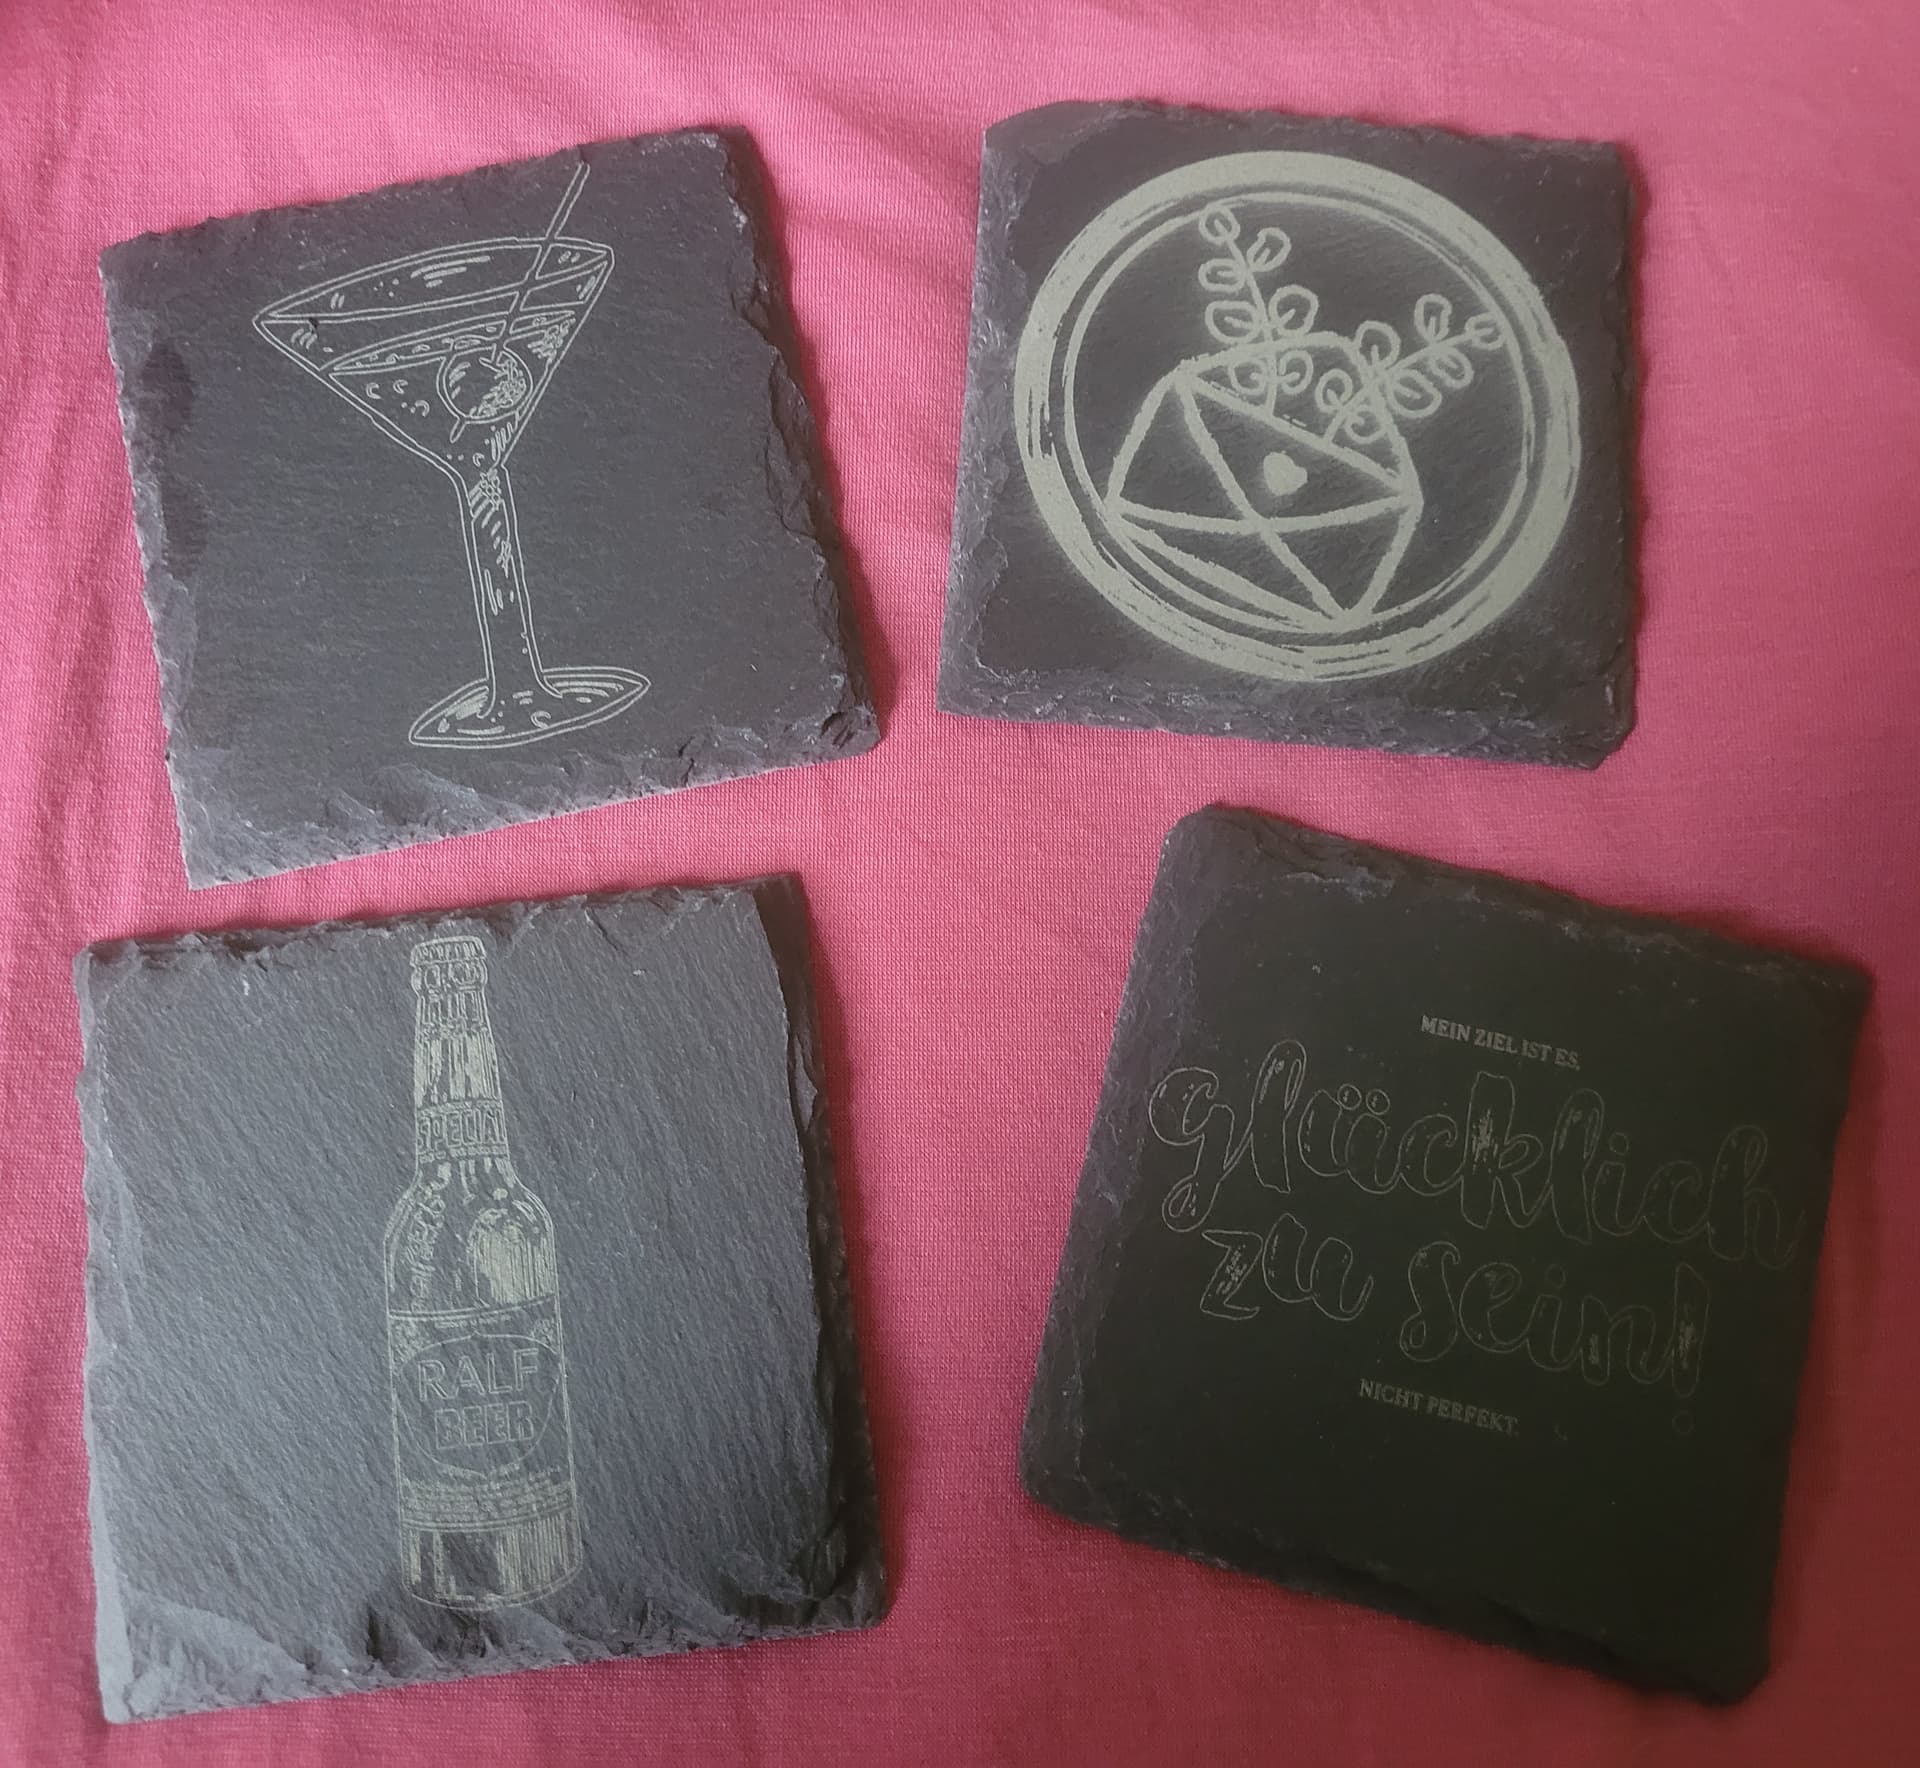 SPECIAL
RALF
BEER
MEIN ZIEL IST ES,
glücklich
zu sein!
NICHT PERFEKT.